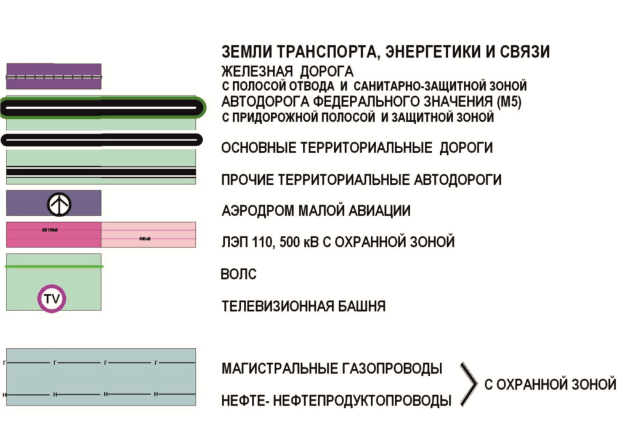 ЗЕМЛИ ТРАНСПОРТА, ЭНЕРГЕТИКИ И СВЯЗИ
ЖЕЛЕЗНАЯ ДОРОГА
С ПОЛОСОЙ ОТВОДА И САНИТАРНО-ЗАЩИТНОЙ ЗОНОЙ
АВТОДОРОГА ФЕДЕРАЛЬНОГО ЗНАЧЕНИЯ (М5)
С ПРИДОРОЖНОЙ ПОЛОСОЙ И ЗАЩИТНОЙ ЗОНОЙ
ОСНОВНЫЕ ТЕРРИТОРИАЛЬНЫЕ ДОРОГИ
ПРОЧИЕ ТЕРРИТОРИАЛЬНЫЕ АВТОДОРОГИ
АЭРОДРОМ МАЛОЙ АВИАЦИИ
ЛЭП 110, 500 кВ С ОХРАННОЙ ЗОНОЙ
ВОЛС
TV
ТЕЛЕВИЗИОННАЯ БАШНЯ
Г Г Г Г
МАГИСТРАЛЬНЫЕ ГАЗОПРОВОДЫ
С ОХРАННОЙ ЗОНОЙ
Н Н Н Н
НЕФТЕ- НЕФТЕПРОДУКТОПРОВОДЫ